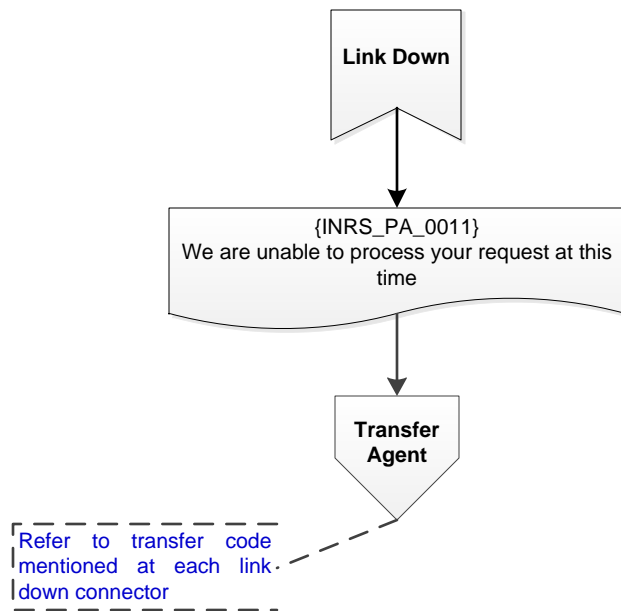 Link Down
{INRS_PA_0011}
We are unable to process your request at this
time
Transfer
Agent
Refer to transfer code
mentioned at each link
down connector